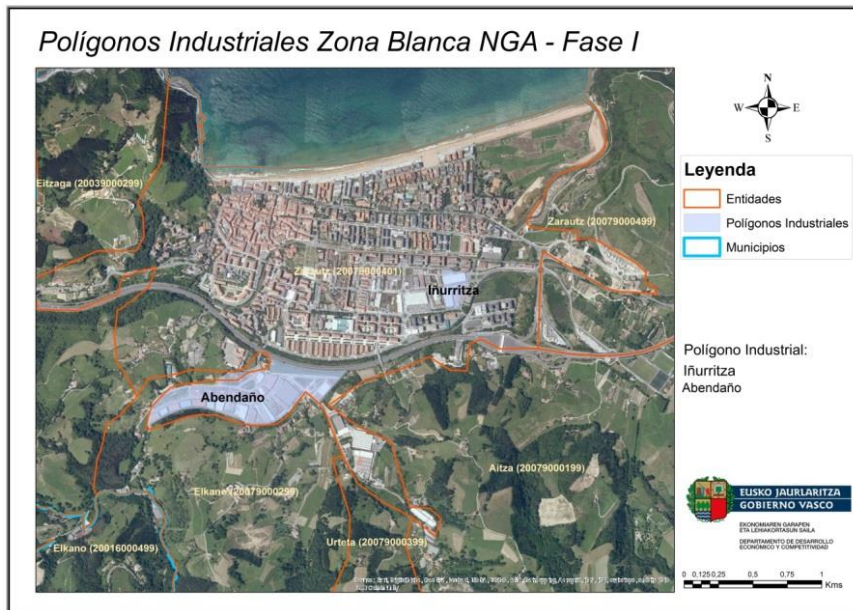 Polígonos Industriales Zona Blanca NGA - Fase I
N
W E
S
Leyenda
Entidades
Polígonos Industriales
Municipios
Eitzaga (20039000299)
Zarautz (20079000499)
Zarautz (20079000401)
Iñurritza
Abendaño
Aitza (20079000199)
Elkano (20079000299)
Elkano (20016000499)
Urteta (20079000399)
Polígono Industrial:
Iñurritza
Abendaño
EUSKO JAURLARITZA
GOBIERNO VASCO
EKONOMIAREN GARAPEN
ETA LEHIAKORTASUN SAILA
DEPARTAMENTO DE DESARROLLO
ECONÓMICO Y COMPETITIVIDAD
0 0,125 0,25 0,5 0,75 1
Kms